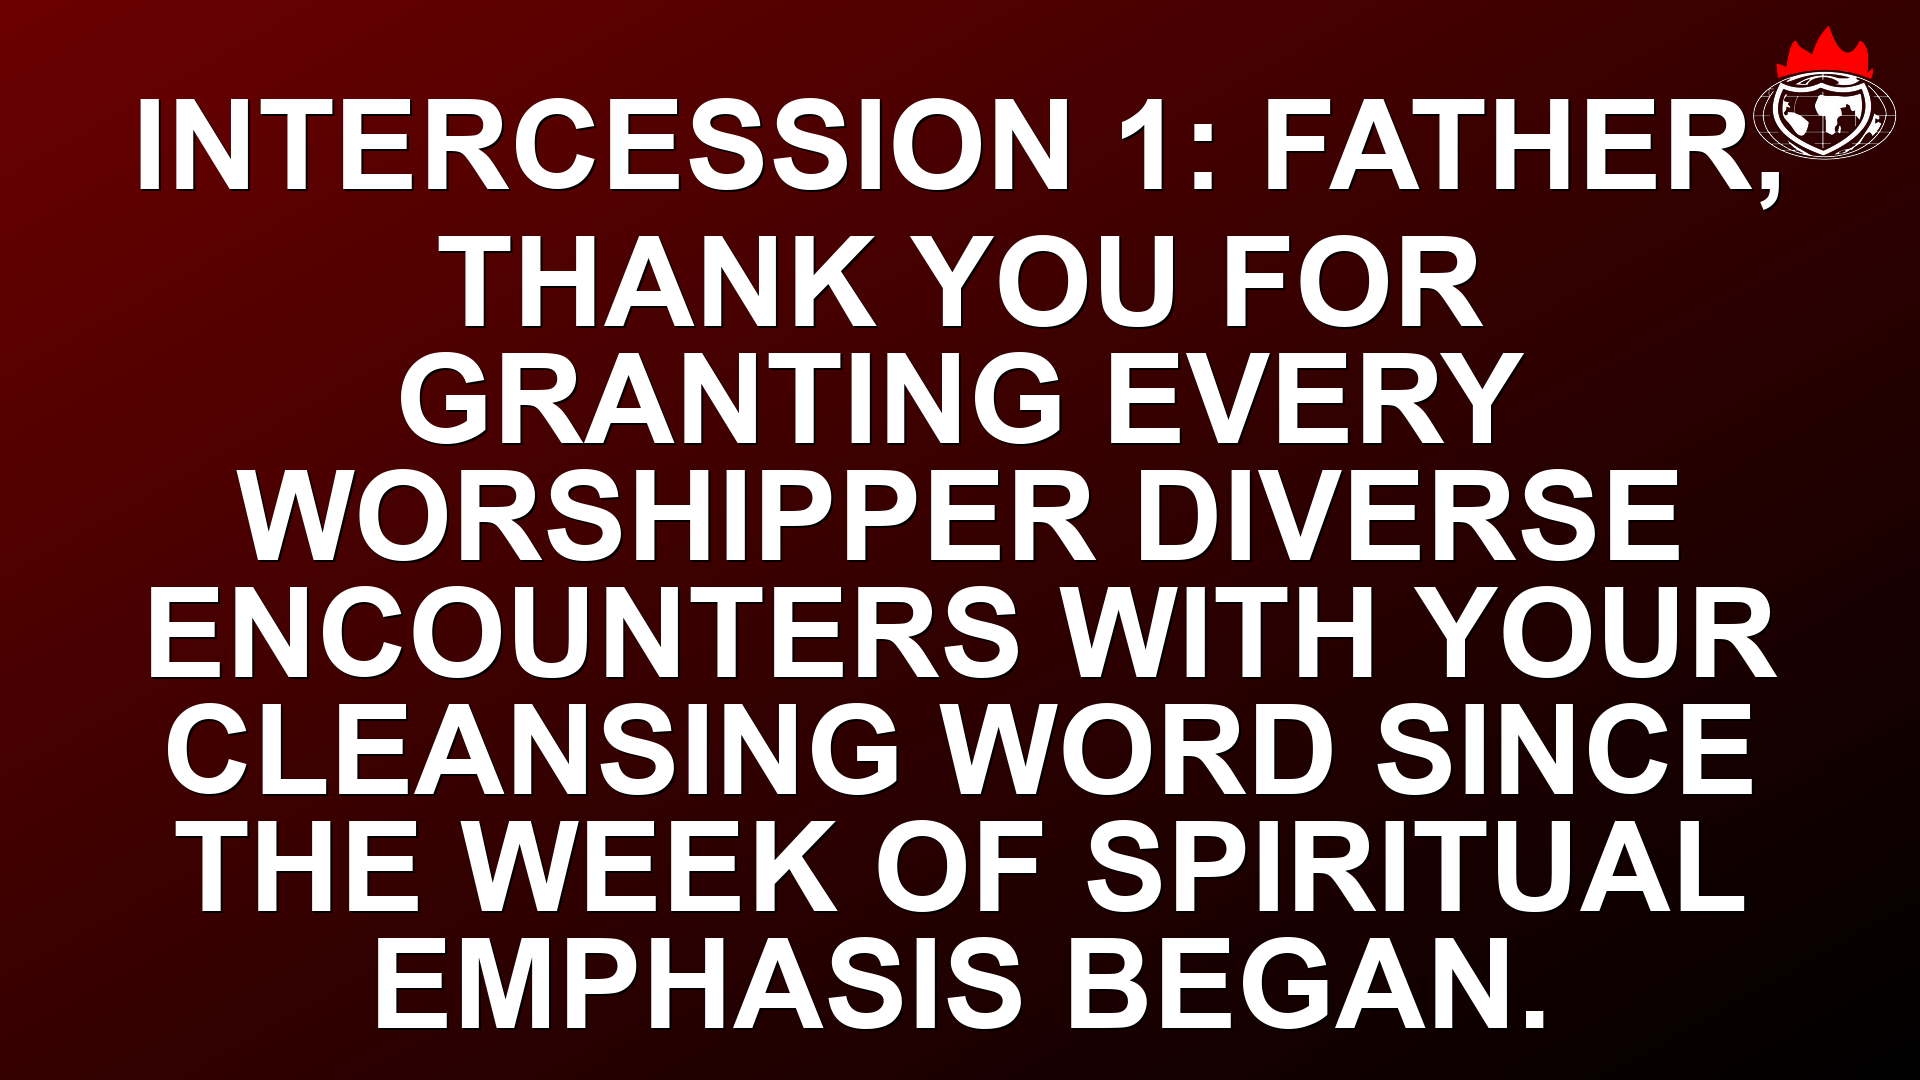 INTERCESSION 1: FATHER,
THANK YOU FOR
GRANTING EVERY
WORSHIPPER DIVERSE
ENCOUNTERS WITH YOUR
CLEANSING WORD SINCE
THE WEEK OF SPIRITUAL
EMPHASIS BEGAN.